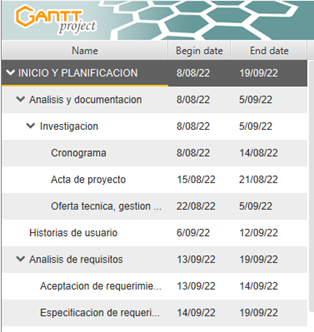 GANTT
project
Name Begin date End date
INICIO Y PLANIFICACION 8/08/22 19/09/22
Analisis y documentacion 8/08/22 5/09/22
Investigacion 8/08/22 5/09/22
Cronograma 8/08/22 14/08/22
Acta de proyecto 15/08/22 21/08/22
Oferta tecnica, gestion ... 22/08/22 5/09/22
Historias de usuario 6/09/22 12/09/22
Analisis de requisitos 13/09/22 19/09/22
Aceptacion de requerimie... 13/09/22 14/09/22
Especificacion de requeri... 14/09/22 19/09/22